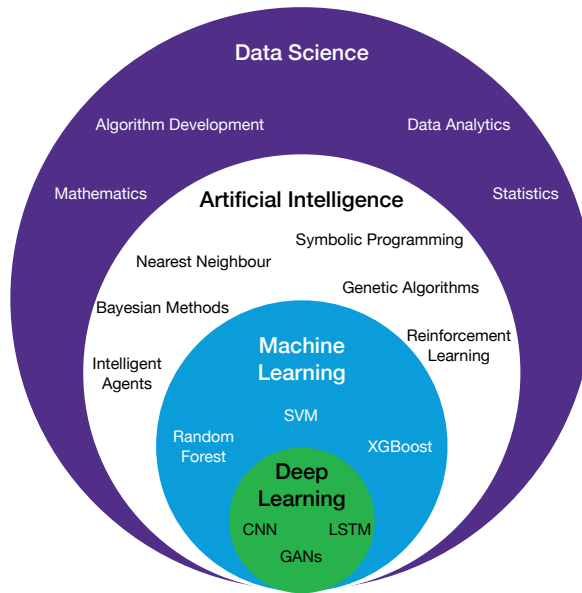 Data Science
Algorithm Development
Data Analytics
Mathematics
Statistics
Artificial Intelligence
Symbolic Programming
Nearest Neighbour
Genetic Algorithms
Bayesian Methods
Reinforcement
Learning
Intelligent
Agents
Machine
Learning
SVM
Random
Forest
XGBoost
Deep
Learning
CNN
LSTM
GANs